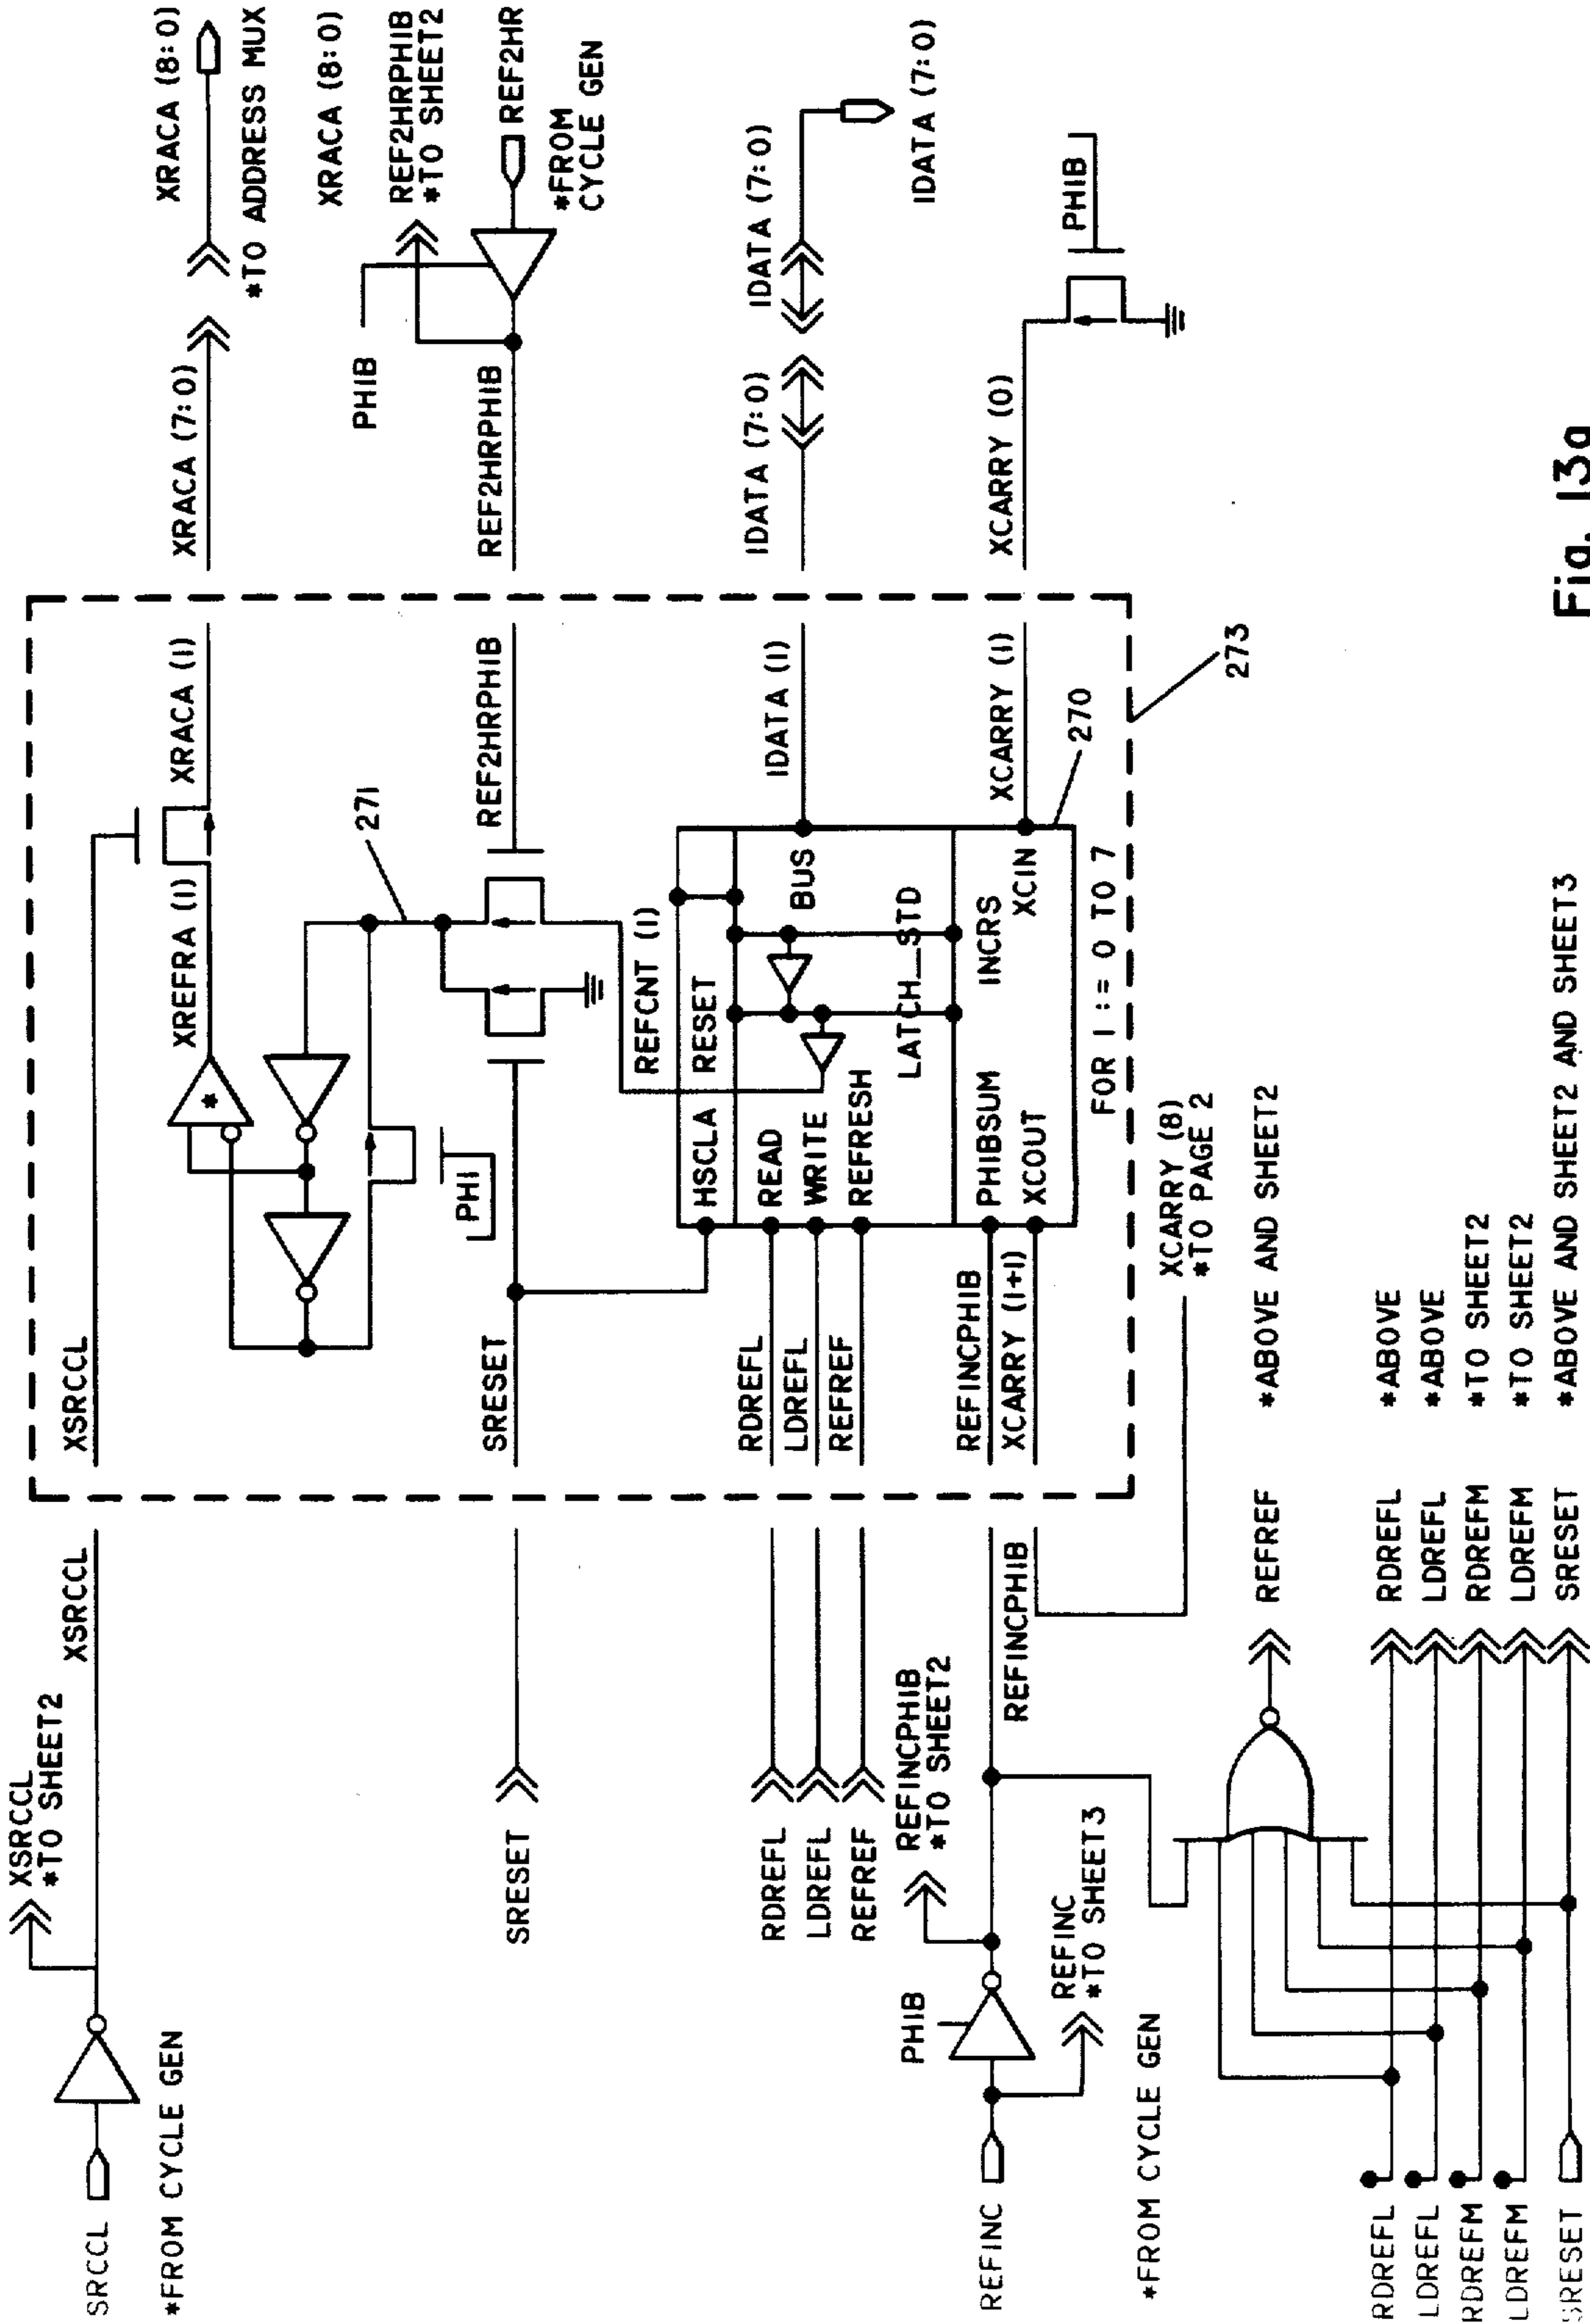 XRACA (8:0)
*TO ADDRESS MUX
XRACA (8:0)
XRACA (7:0)
REF2HRPHIB
*TO SHEET2
REF2HR
*FROM
CYCLE GEN
PHIB
REF2HRPHIB
IDATA (7:0)
IDATA (7:0)
IDATA (7:0)
PHIB
XCARRY (0)
Fig. 13a
XSRCCL
XREFRA (I)
XRACA (I)
*
271
PHI
REF2HRPHIB
SRESET
REFCNT (I)
HSCLA RESET
READ
WRITE
REFRESH
BUS
LATCH_STD
PHIBSUM
INCRS
XCOUT
XCIN
RDREFL
LDREFL
REFREF
REFINCPHIB
XCARRY (I+I)
IDATA (I)
XCARRY (I)
270
FOR I := 0 TO 7
273
XCARRY (8)
*TO PAGE 2
SRCCL
*FROM CYCLE GEN
XSRCCL
*TO SHEET2
XSRCCL
SRESET
RDREFL
LDREFL
REFREF
REFINCPHIB
*TO SHEET2
REFINCPHIB
PHIB
REFINC
*TO SHEET3
REFINC
*FROM CYCLE GEN
REFREF *ABOVE AND SHEET2
RDREFL RDREFL *ABOVE
LDREFL LDREFL *ABOVE
RDREFM RDREFM *TO SHEET2
LDREFM LDREFM *TO SHEET2
SRESET SRESET *ABOVE AND SHEET2 AND SHEET3